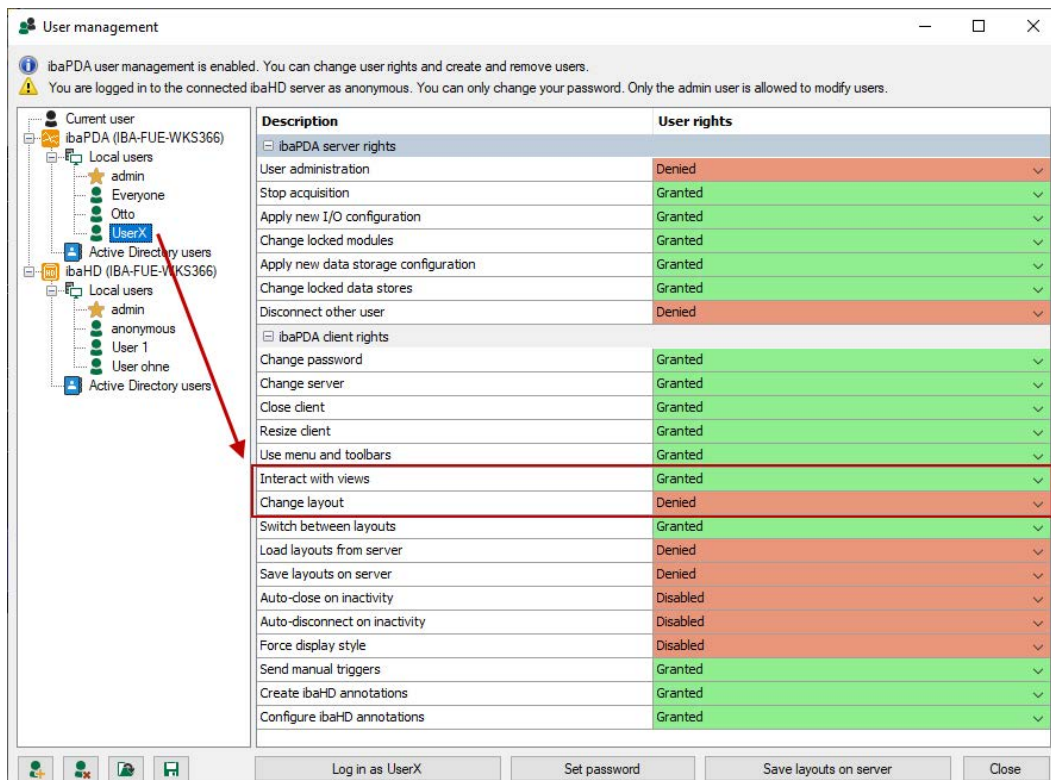 User management
ibaPDA user management is enabled. You can change user rights and create and remove users.
You are logged in to the connected ibaHD server as anonymous. You can only change your password. Only the admin user is allowed to modify users.
Current user
ibaPDA (IBA-FUE-WKS366)
Local users
admin
Everyone
Otto
UserX
Active Directory users
ibaHD (IBA-FUE-WKS366)
Local users
admin
anonymous
User 1
User ohne
Active Directory users
Description User rights
ibaPDA server rights
User administration Denied
Stop acquisition Granted
Apply new I/O configuration Granted
Change locked modules Granted
Apply new data storage configuration Granted
Change locked data stores Granted
Disconnect other user Denied
ibaPDA client rights
Change password Granted
Change server Granted
Close client Granted
Resize client Granted
Use menu and toolbars Granted
Interact with views Granted
Change layout Denied
Switch between layouts Granted
Load layouts from server Denied
Save layouts on server Denied
Auto-close on inactivity Disabled
Auto-disconnect on inactivity Disabled
Force display style Disabled
Send manual triggers Granted
Create ibaHD annotations Granted
Configure ibaHD annotations Granted
Log in as UserX Set password Save layouts on server Close